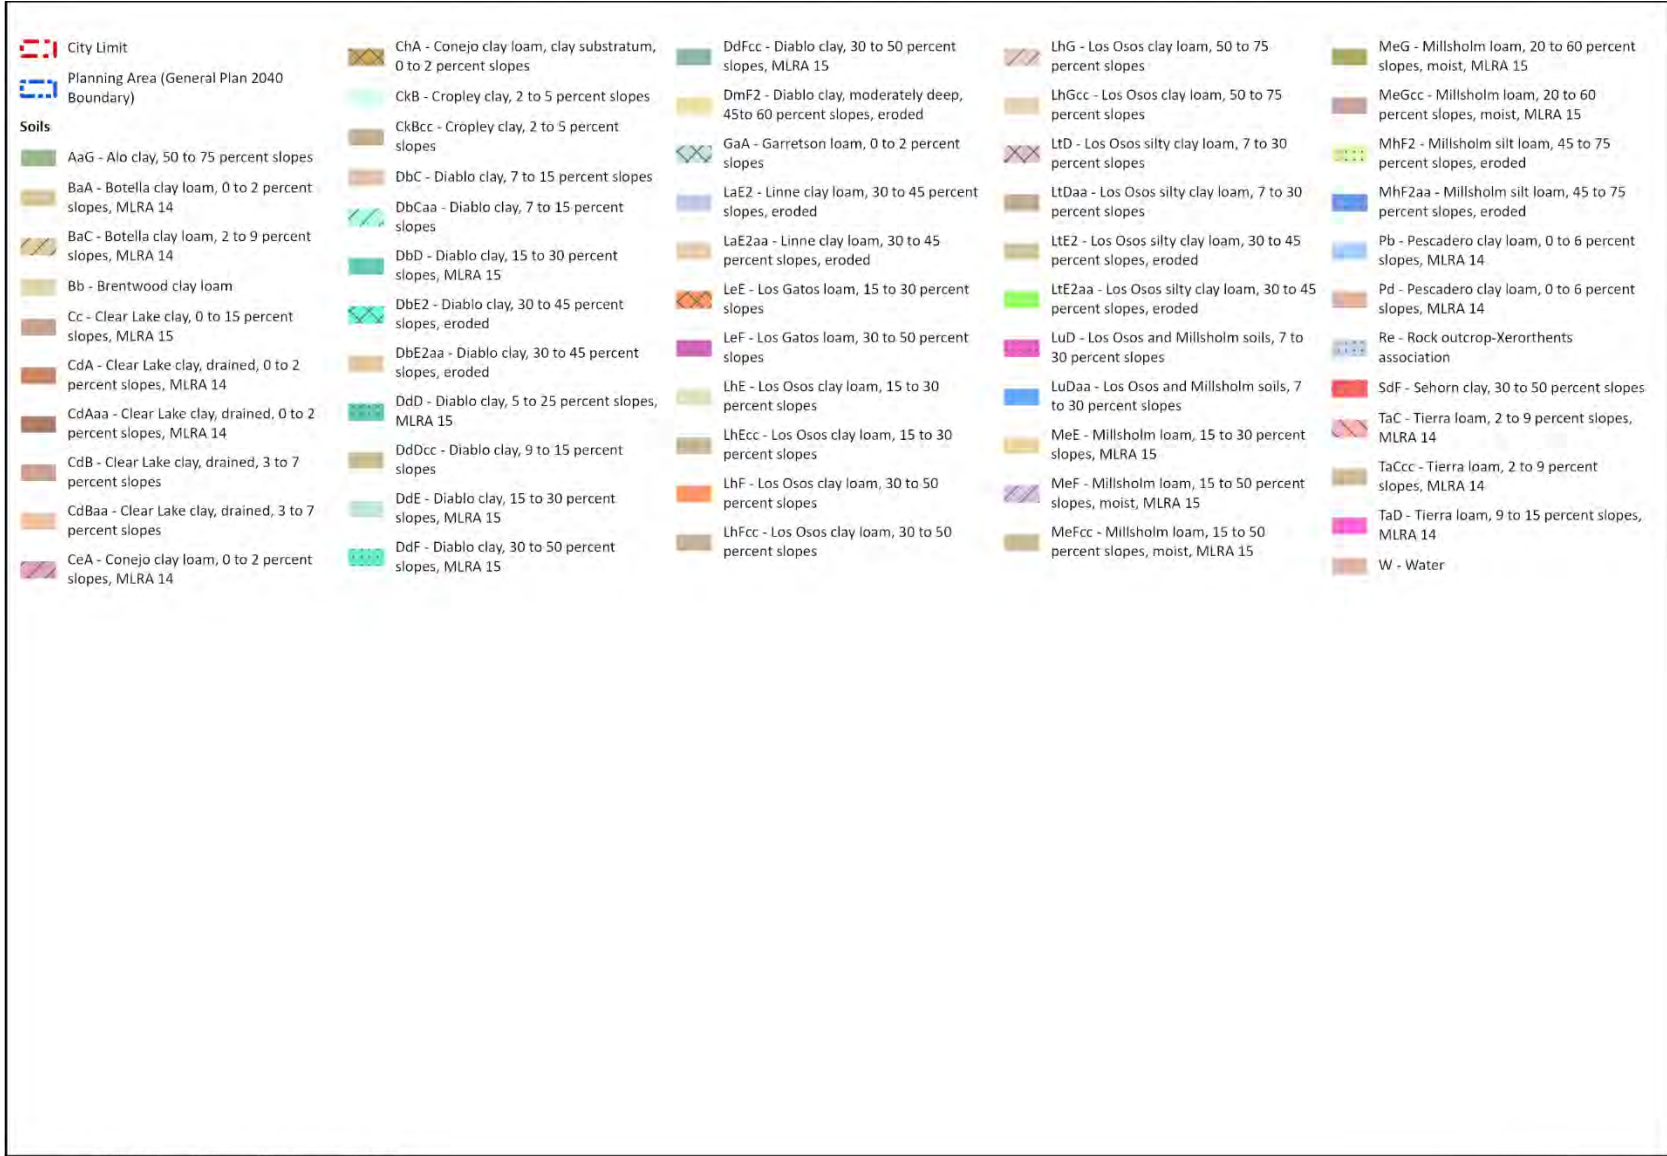 City Limit
Planning Area (General Plan 2040
Boundary)
Soils
AaG - Alo clay, 50 to 75 percent slopes
BaA - Botella clay loam, 0 to 2 percent
slopes, MLRA 14
BaC - Botella clay loam, 2 to 9 percent
slopes, MLRA 14
Bb - Brentwood clay loam
Cc - Clear Lake clay, 0 to 15 percent
slopes, MLRA 15
CdA - Clear Lake clay, drained, 0 to 2
percent slopes, MLRA 14
CdAaa - Clear Lake clay, drained, 0 to 2
percent slopes, MLRA 14
CdB - Clear Lake clay, drained, 3 to 7
percent slopes
CdBaa - Clear Lake clay, drained, 3 to 7
percent slopes
CeA - Conejo clay loam, 0 to 2 percent
slopes, MLRA 14
ChA - Conejo clay loam, clay substratum,
0 to 2 percent slopes
CkB - Cropley clay, 2 to 5 percent slopes
CkBcc - Cropley clay, 2 to 5 percent
slopes
DbC - Diablo clay, 7 to 15 percent slopes
DbCaa - Diablo clay, 7 to 15 percent
slopes
DbD - Diablo clay, 15 to 30 percent
slopes, MLRA 15
DbE2 - Diablo clay, 30 to 45 percent
slopes, eroded
DbE2aa - Diablo clay, 30 to 45 percent
slopes, eroded
DdD - Diablo clay, 5 to 25 percent slopes,
MLRA 15
DdDcc - Diablo clay, 9 to 15 percent
slopes
DdE - Diablo clay, 15 to 30 percent
slopes, MLRA 15
DdF - Diablo clay, 30 to 50 percent
slopes, MLRA 15
DdFcc - Diablo clay, 30 to 50 percent
slopes, MLRA 15
DmF2 - Diablo clay, moderately deep,
45to 60 percent slopes, eroded
GaA - Garretson loam, 0 to 2 percent
slopes
LaE2 - Linne clay loam, 30 to 45 percent
slopes, eroded
LaE2aa - Linne clay loam, 30 to 45
percent slopes, eroded
LeE - Los Gatos loam, 15 to 30 percent
slopes
LeF - Los Gatos loam, 30 to 50 percent
slopes
LhE - Los Osos clay loam, 15 to 30
percent slopes
LhEcc - Los Osos clay loam, 15 to 30
percent slopes
LhF - Los Osos clay loam, 30 to 50
percent slopes
LhFcc - Los Osos clay loam, 30 to 50
percent slopes
LhG - Los Osos clay loam, 50 to 75
percent slopes
LhGcc - Los Osos clay loam, 50 to 75
percent slopes
LtD - Los Osos silty clay loam, 7 to 30
percent slopes
LtDaa - Los Osos silty clay loam, 7 to 30
percent slopes
LtE2 - Los Osos silty clay loam, 30 to 45
percent slopes, eroded
LtE2aa - Los Osos silty clay loam, 30 to 45
percent slopes, eroded
LuD - Los Osos and Millsholm soils, 7 to
30 percent slopes
LuDaa - Los Osos and Millsholm soils, 7
to 30 percent slopes
MeE - Millsholm loam, 15 to 30 percent
slopes, MLRA 15
MeF - Millsholm loam, 15 to 50 percent
slopes, moist, MLRA 15
MeFcc - Millsholm loam, 15 to 50
percent slopes, moist, MLRA 15
MeG - Millsholm loam, 20 to 60 percent
slopes, moist, MLRA 15
MeGcc - Millsholm loam, 20 to 60
percent slopes, moist, MLRA 15
MhF2 - Millsholm silt loam, 45 to 75
percent slopes, eroded
MhF2aa - Millsholm silt loam, 45 to 75
percent slopes, eroded
Pb - Pescadero clay loam, 0 to 6 percent
slopes, MLRA 14
Pd - Pescadero clay loam, 0 to 6 percent
slopes, MLRA 14
Re - Rock outcrop-Xerorthents
association
SdF - Sehorn clay, 30 to 50 percent slopes
TaC - Tierra loam, 2 to 9 percent slopes,
MLRA 14
TaCcc - Tierra loam, 2 to 9 percent
slopes, MLRA 14
TaD - Tierra loam, 9 to 15 percent slopes,
MLRA 14
W - Water